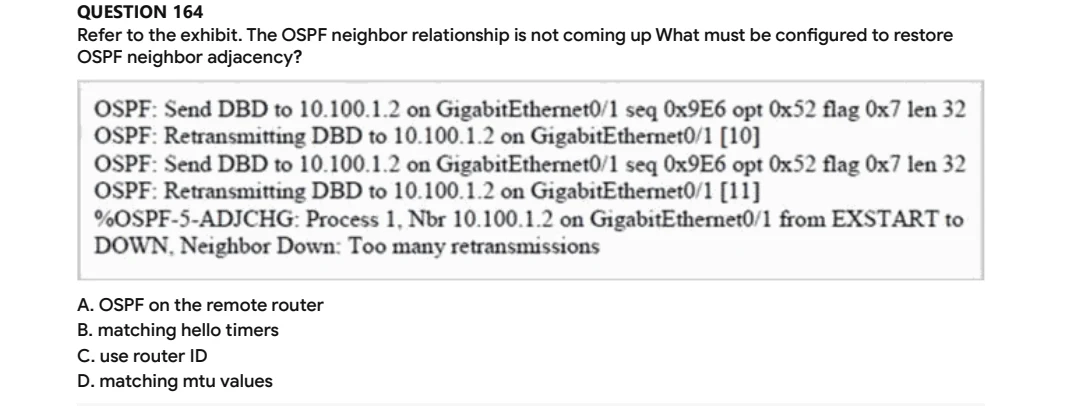 QUESTION 164
Refer to the exhibit. The OSPF neighbor relationship is not coming up What must be configured to restore
OSPF neighbor adjacency?
OSPF: Send DBD to 10.100.1.2 on GigabitEthernet0/1 seq 0x9E6 opt 0x52 flag 0x7 len 32
OSPF: Retransmitting DBD to 10.100.1.2 on GigabitEthernet0/1 [10]
OSPF: Send DBD to 10.100.1.2 on GigabitEthernet0/1 seq 0x9E6 opt 0x52 flag 0x7 len 32
OSPF: Retransmitting DBD to 10.100.1.2 on GigabitEthernet0/1 [11]
%OSPF-5-ADJCHG: Process 1, Nbr 10.100.1.2 on GigabitEthernet0/1 from EXSTART to
DOWN, Neighbor Down: Too many retransmissions
A. OSPF on the remote router
B. matching hello timers
C. use router ID
D. matching mtu values